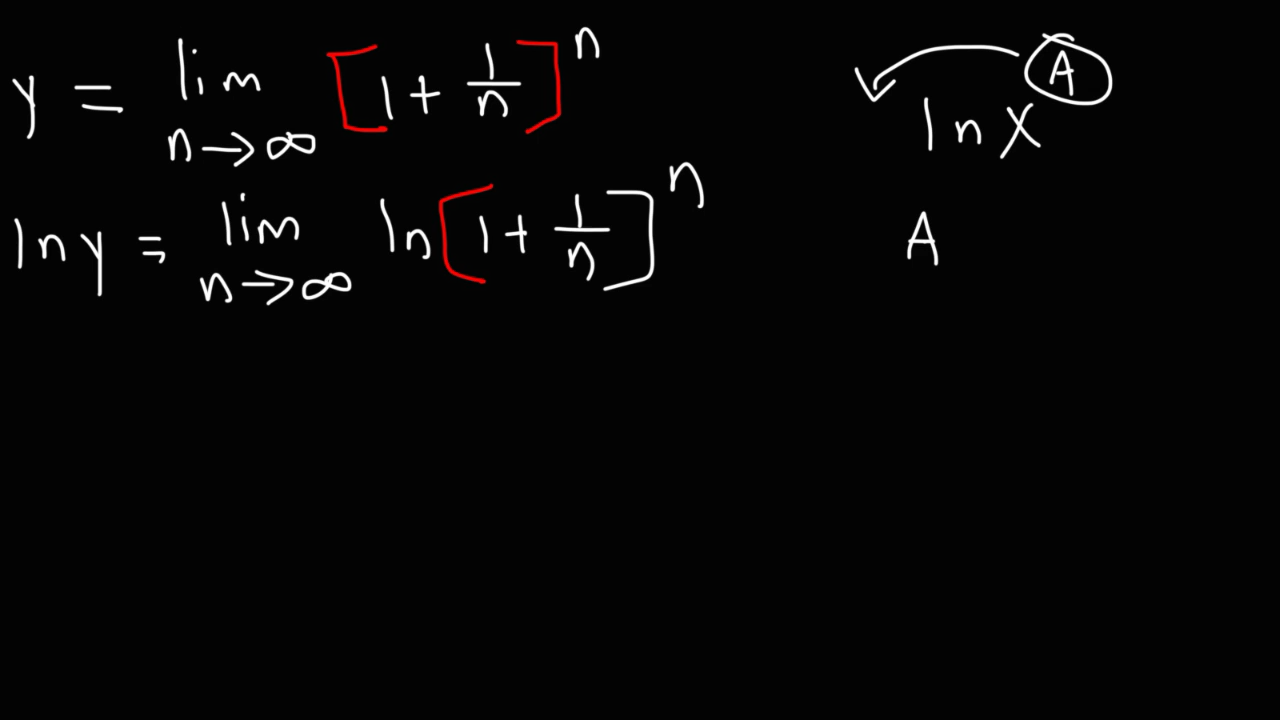 y = lim n→∞ [1 + 1/n]^n
ln x^A
ln y = lim n→∞ ln [1 + 1/n]^n
A